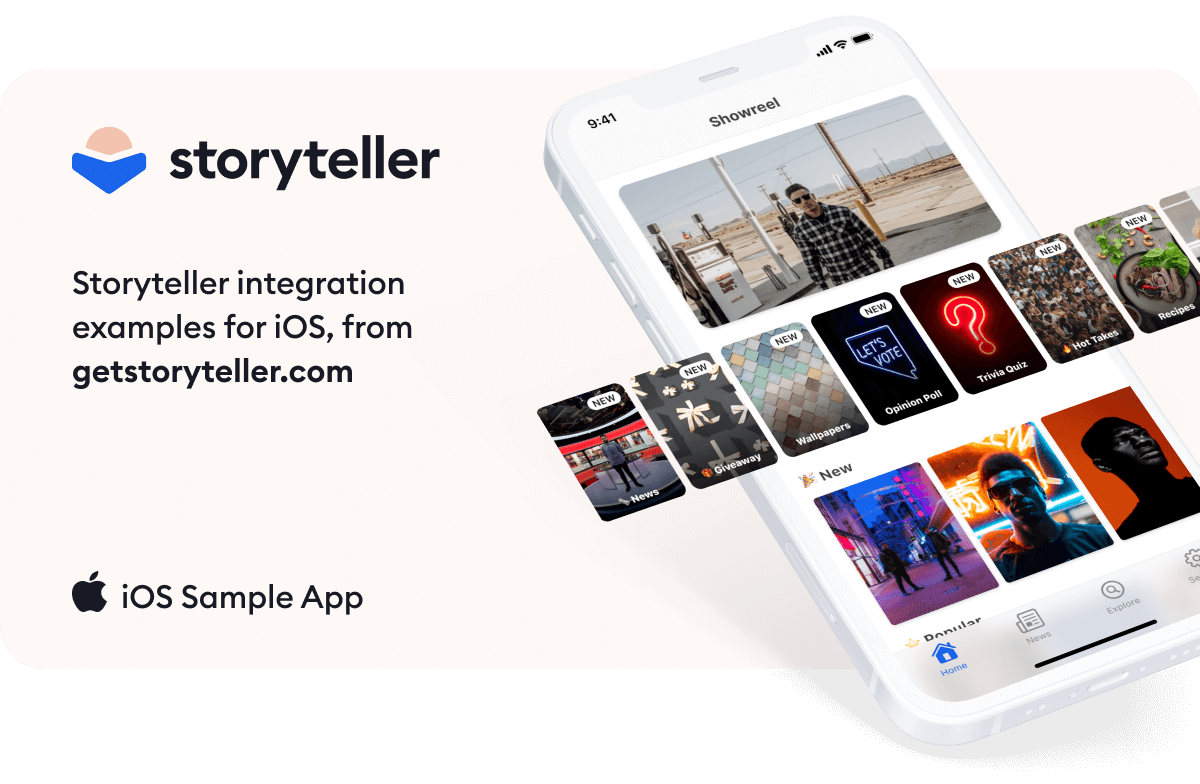 storyteller
Storyteller integration
examples for iOS, from
getstoryteller.com
iOS Sample App
9:41
Showreel
NEW
News
NEW
🎁 Giveaway
NEW
Wallpapers
NEW
LET'S
VOTE
Opinion Poll
NEW
Trivia Quiz
NEW
🔥 Hot Takes
NEW
Recipes
🎉 New
Popular
Home
News
Explore